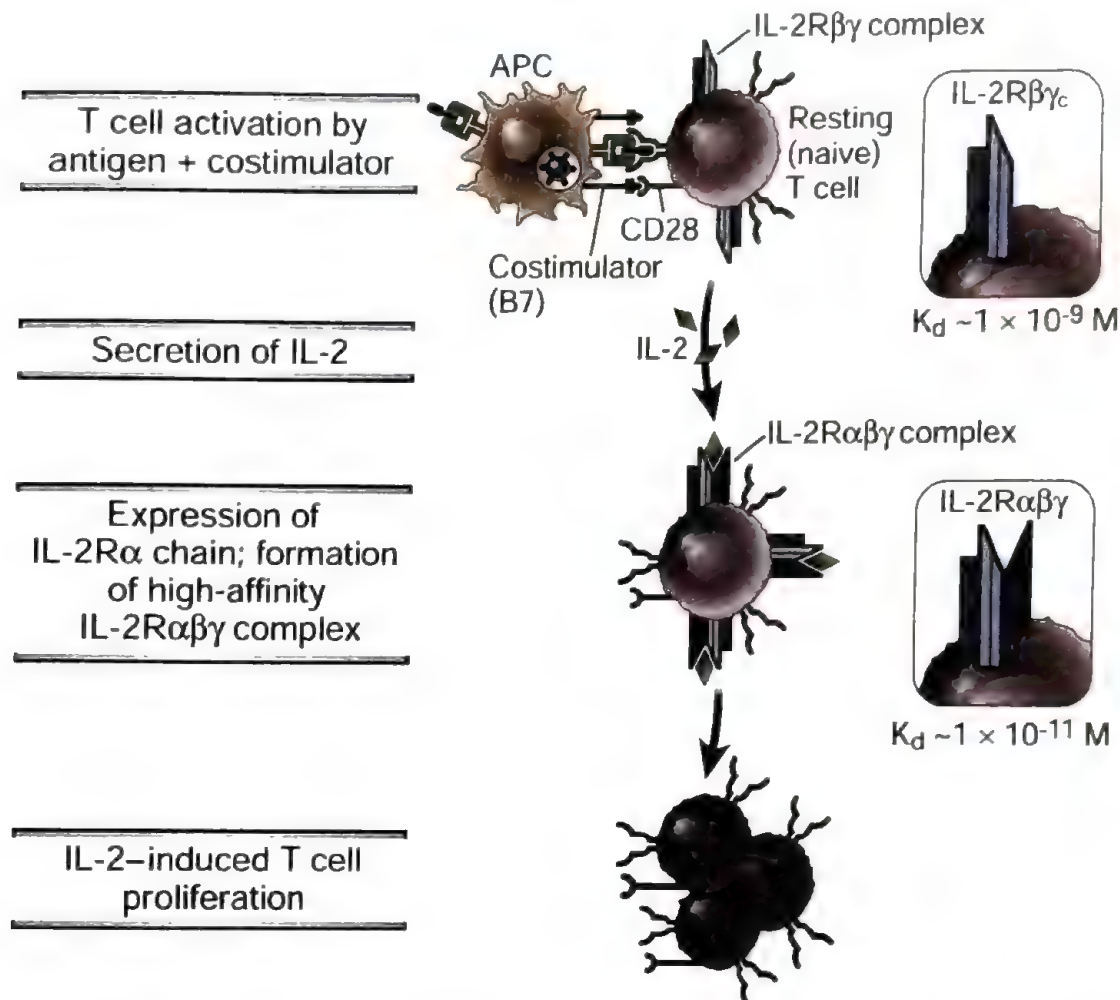 IL-2Rβγ complex
APC
T cell activation by
antigen + costimulator
Resting
(naive)
T cell
CD28
Costimulator
(B7)
IL-2Rβγc
Kd ~1 × 10-9 M
Secretion of IL-2
IL-2
IL-2Rαβγ complex
Expression of
IL-2Rα chain; formation
of high-affinity
IL-2Rαβγ complex
IL-2Rαβγ
Kd ~1 × 10-11 M
IL-2–induced T cell
proliferation